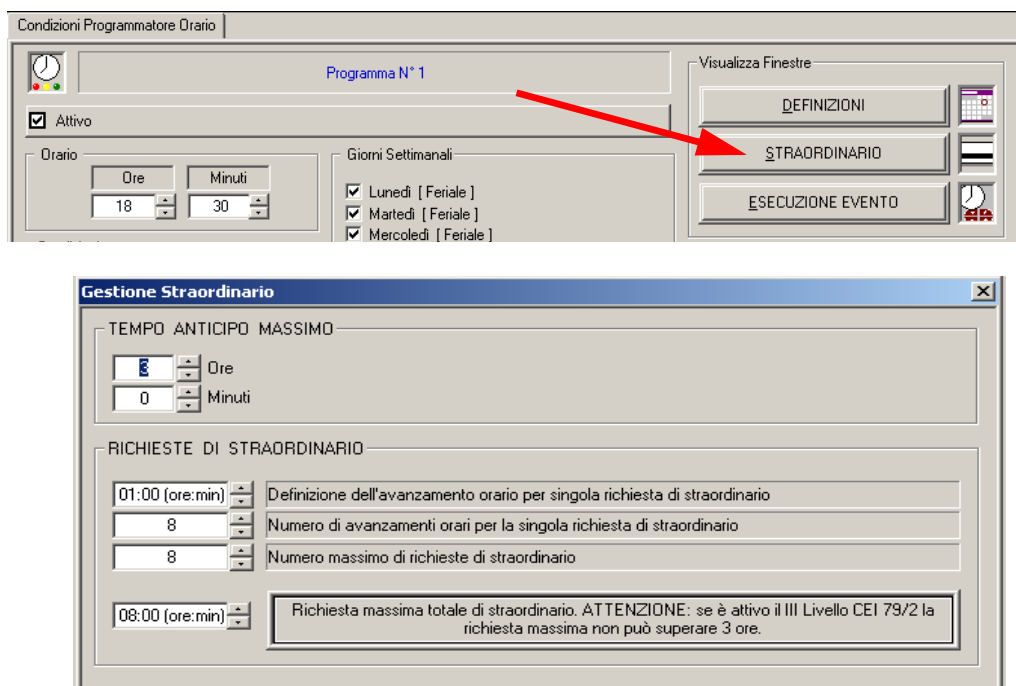 Condizioni Programmatore Orario
Programma N° 1
Attivo
Orario
Ore Minuti
18 30
Giorni Settimanali
Lunedì [ Feriale ]
Martedì [ Feriale ]
Mercoledì [ Feriale ]
Visualizza Finestre
DEFINIZIONI
STRAORDINARIO
ESECUZIONE EVENTO
Gestione Straordinario
TEMPO ANTICIPO MASSIMO
3 Ore
0 Minuti
RICHIESTE DI STRAORDINARIO
01:00 (ore:min) Definizione dell'avanzamento orario per singola richiesta di straordinario
8 Numero di avanzamenti orari per la singola richiesta di straordinario
8 Numero massimo di richieste di straordinario
08:00 (ore:min) Richiesta massima totale di straordinario. ATTENZIONE: se è attivo il III Livello CEI 79/2 la
richiesta massima non può superare 3 ore.